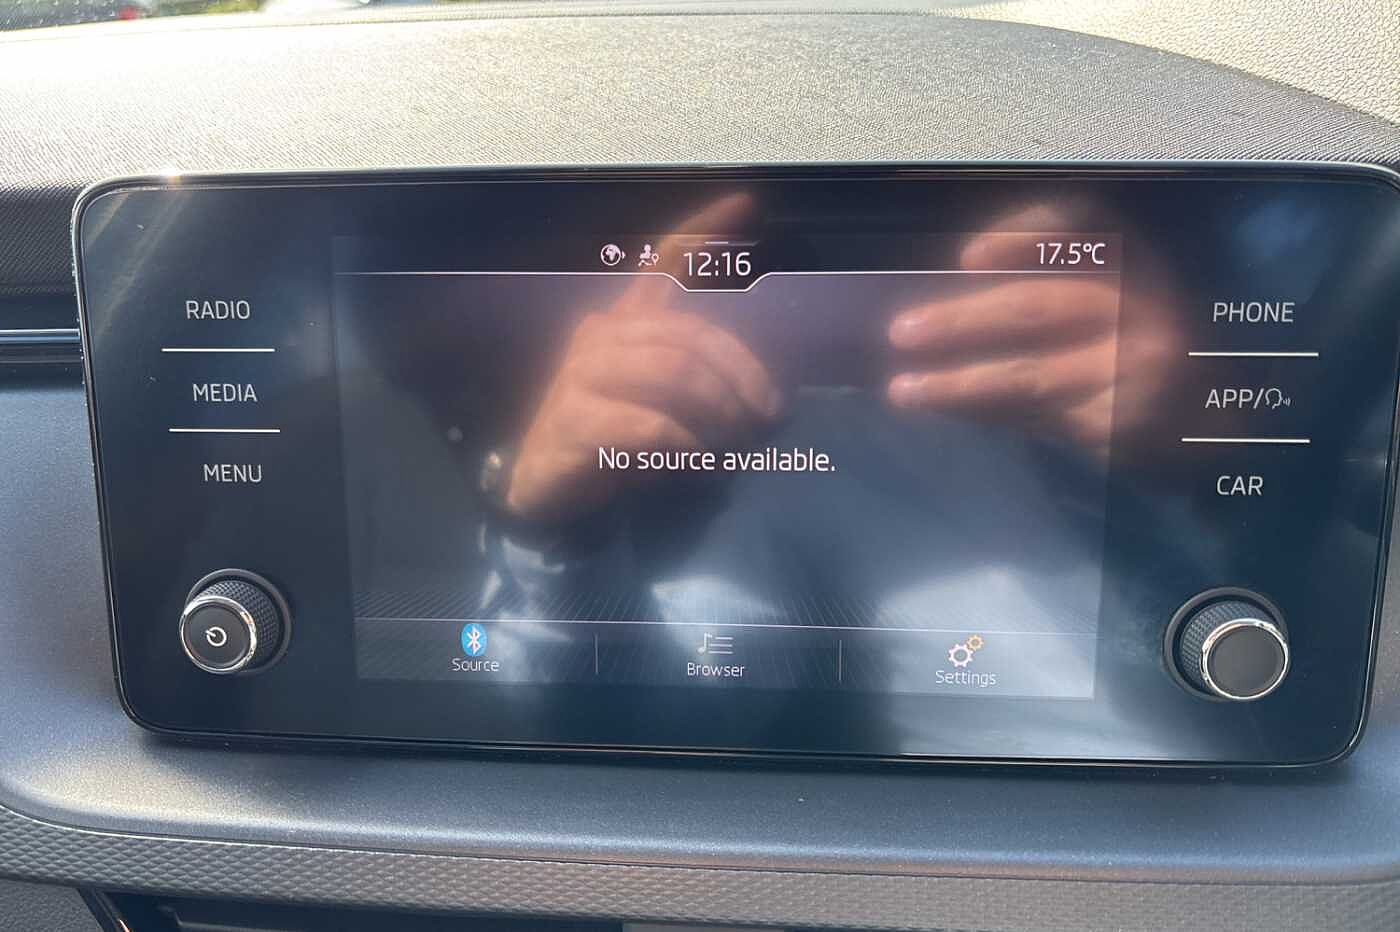 12:16
17.5°C
RADIO
MEDIA
MENU
PHONE
APP/
CAR
No source available.
Source
Browser
Settings